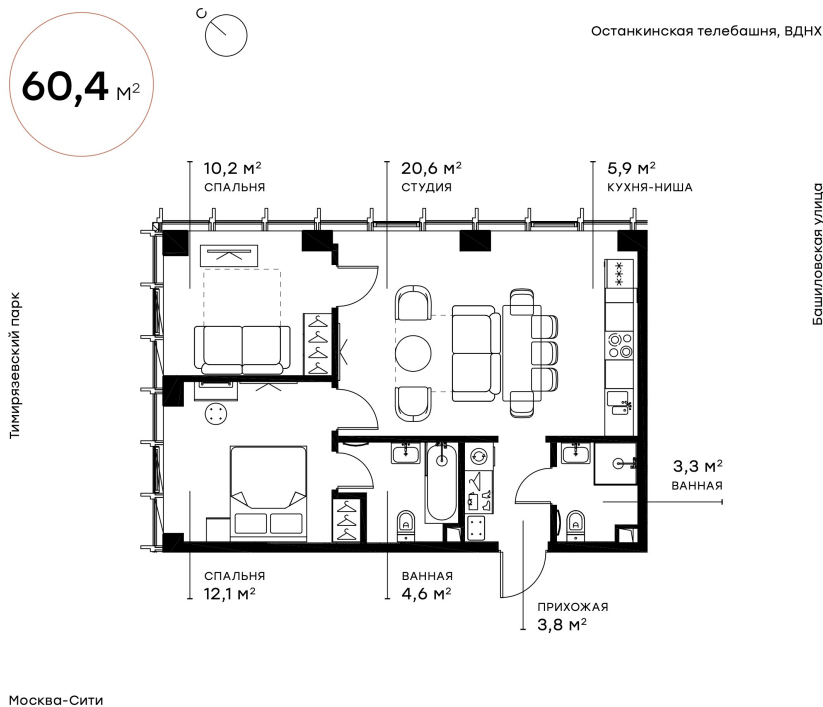 С
Останкинская телебашня, ВДНХ
60,4 м²
10,2 м²
СПАЛЬНЯ
20,6 м²
СТУДИЯ
5,9 м²
КУХНЯ-НИША
Башиловская улица
Тимирязевский парк
3,3 м²
ВАННАЯ
СПАЛЬНЯ
12,1 м²
ВАННАЯ
4,6 м²
ПРИХОЖАЯ
3,8 м²
Москва-Сити